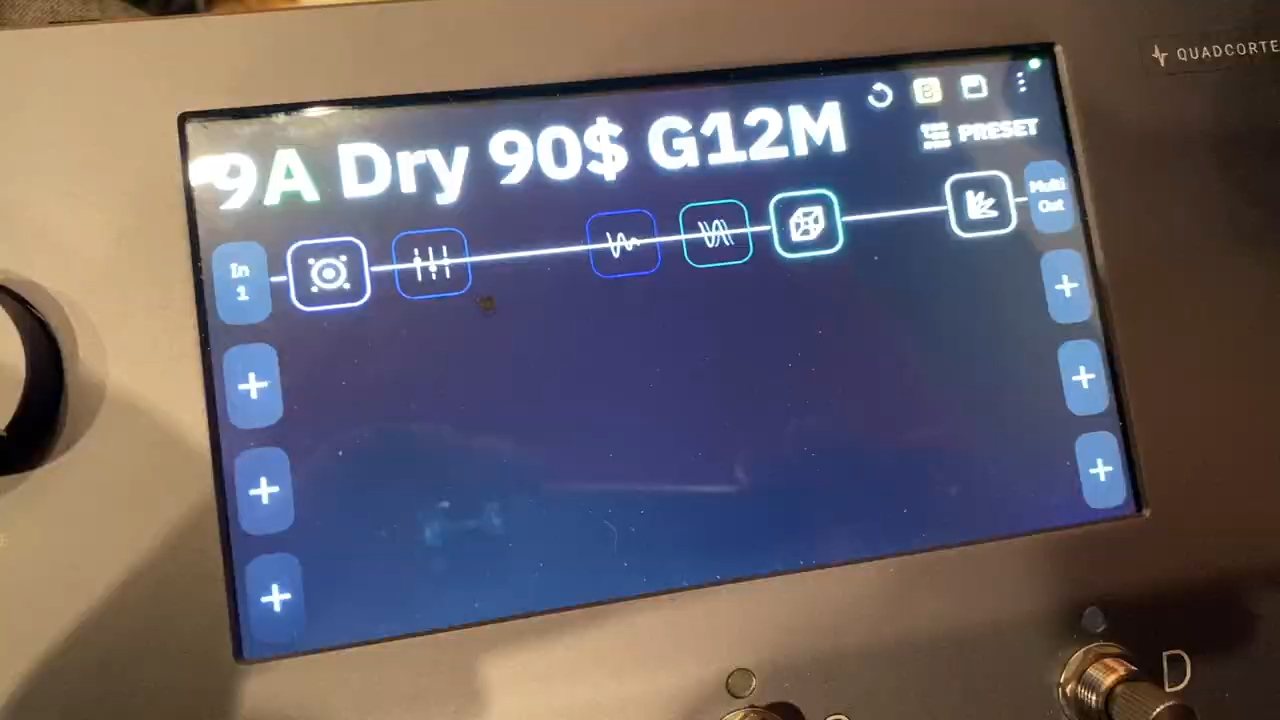 QUADCORTE
9A Dry 90$ G12M
PRESET
In
1
Multi
Out
D